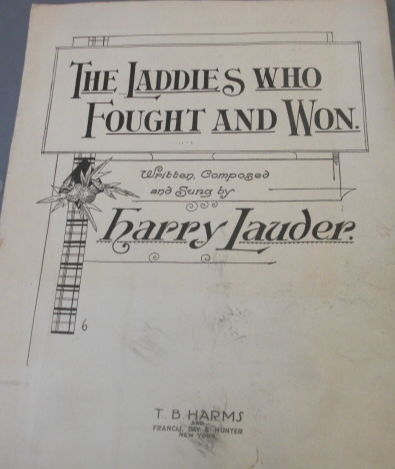 THE LADDIES WHO
FOUGHT AND WON.
Written, Composed
and Sung by
Harry Lauder.
6
T. B. HARMS
AND
FRANCIS, DAY & HUNTER
NEW YORK